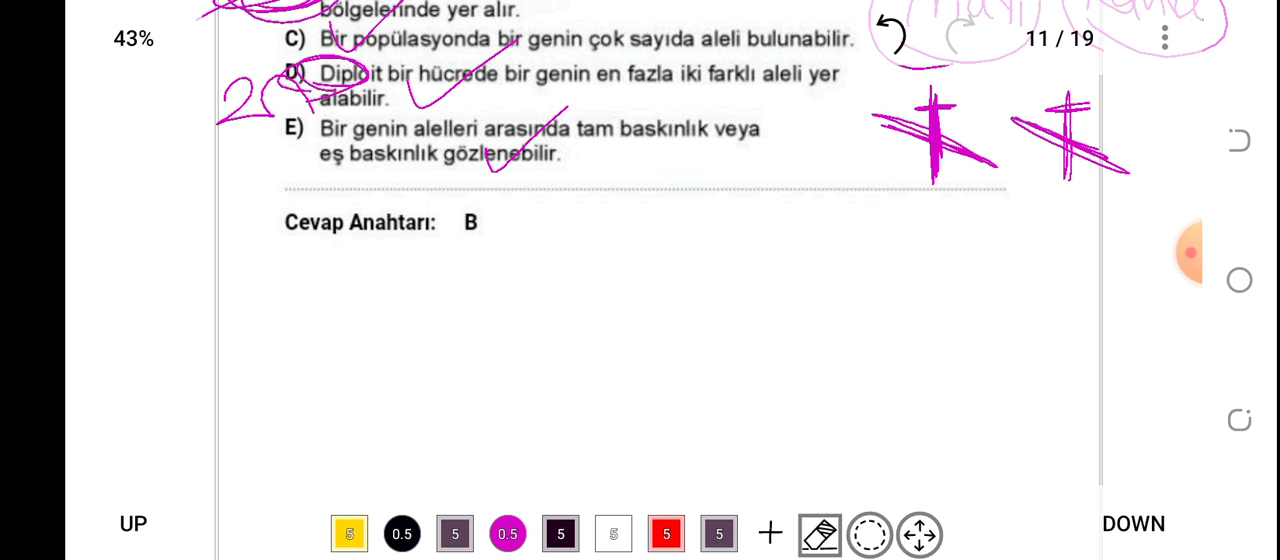 bölgelerinde yer alır.
43%
C) Bir popülasyonda bir genin çok sayıda aleli bulunabilir.
11 / 19
D) Diploit bir hücrede bir genin en fazla iki farklı aleli yer
alabilir.
E) Bir genin alelleri arasında tam baskınlık veya
eş baskınlık gözlenebilir.
Cevap Anahtarı: B
UP
5 0.5 5 0.5 5 5 5 5 +
DOWN